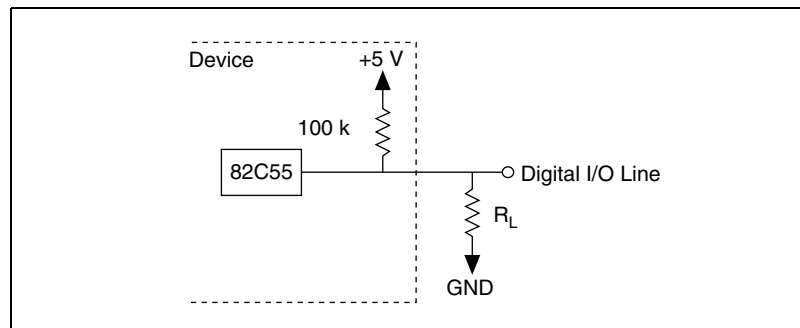 Device
+5 V
100 k
82C55
Digital I/O Line
RL
GND